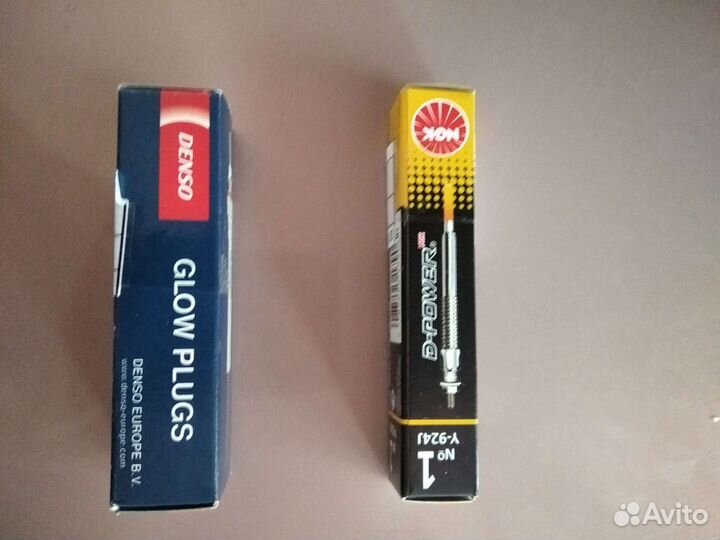 DENSO
GLOW PLUGS
DENSO EUROPE B.V.
www.denso-europe.com
NGK
D-POWER®
1
Nº
Y-924J
Avito